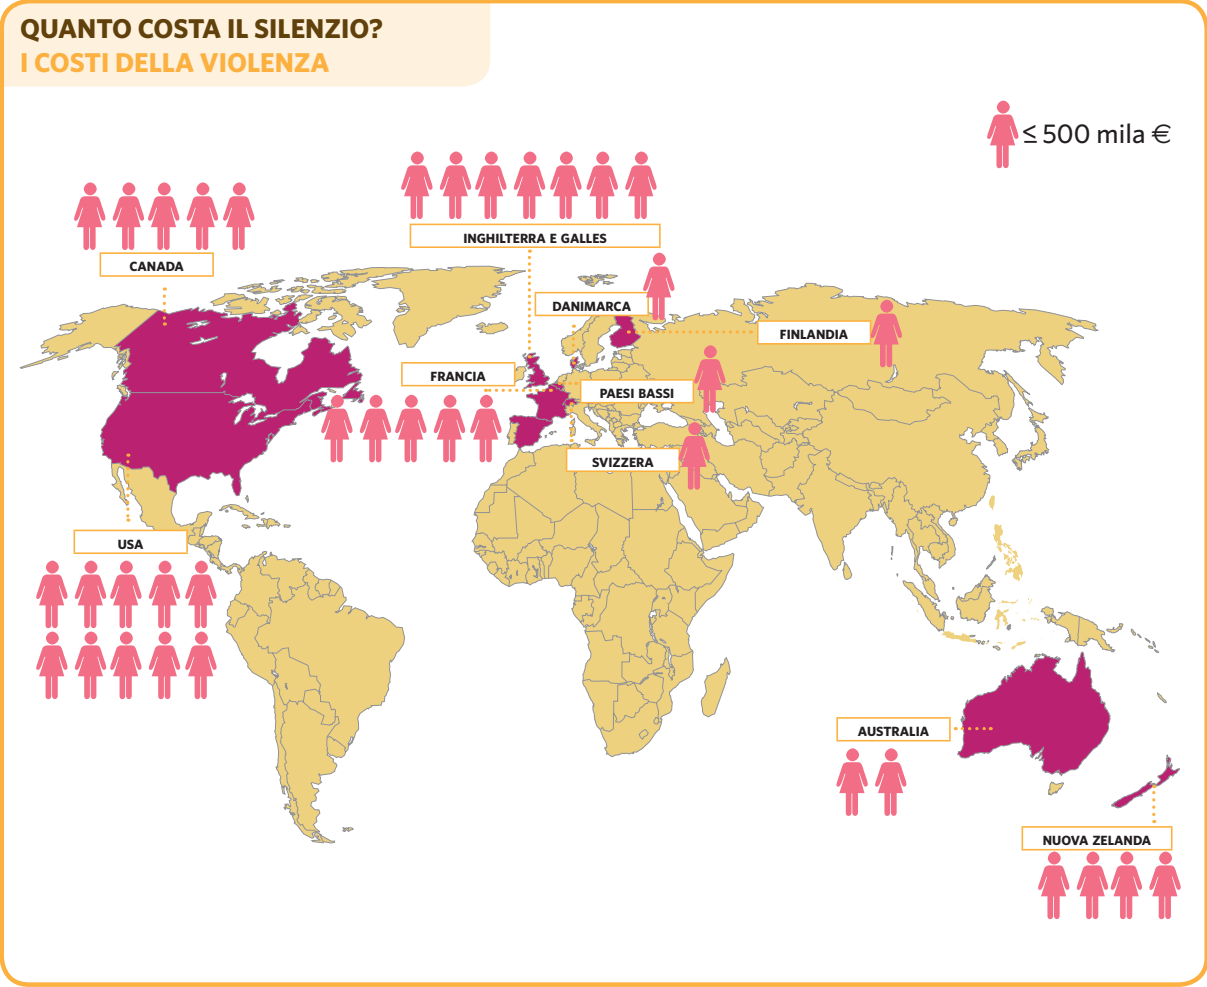 QUANTO COSTA IL SILENZIO?
I COSTI DELLA VIOLENZA
≤ 500 mila €
INGHILTERRA E GALLES
CANADA
DANIMARCA
FINLANDIA
FRANCIA
PAESI BASSI
SVIZZERA
USA
AUSTRALIA
NUOVA ZELANDA